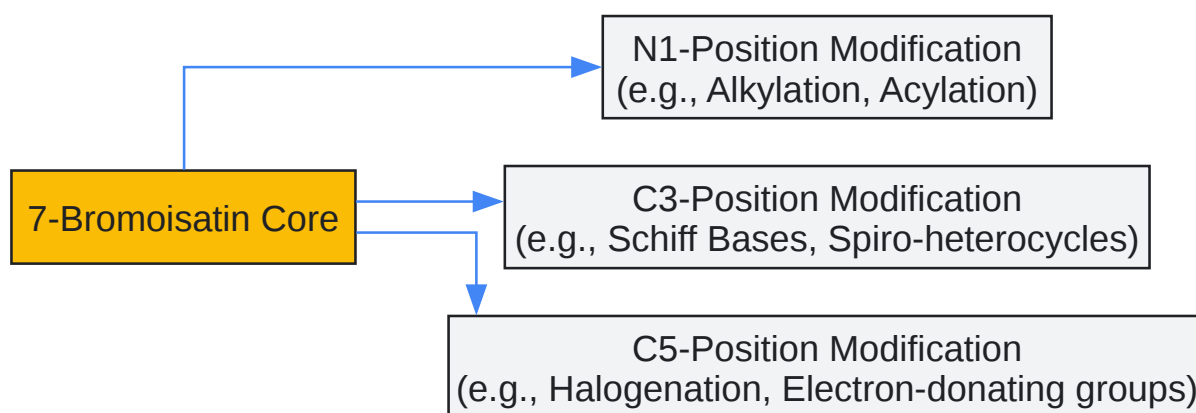 N1-Position Modification
(e.g., Alkylation, Acylation)
7-Bromoisatin Core
C3-Position Modification
(e.g., Schiff Bases, Spiro-heterocycles)
C5-Position Modification
(e.g., Halogenation, Electron-donating groups)